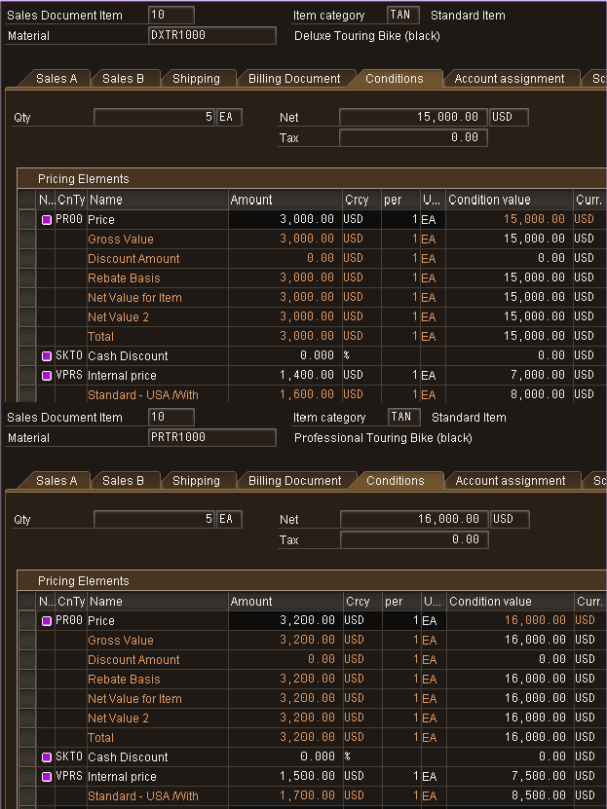 Sales Document Item 10 Item category TAN Standard Item
Material DXTR1000 Deluxe Touring Bike (black)
Sales A Sales B Shipping Billing Document Conditions Account assignment Sc
Qty 5 EA Net 15,000.00 USD
Tax 0.00
Pricing Elements
N... CnTy Name Amount Crcy per U... Condition value Curr.
PR00 Price 3,000.00 USD 1 EA 15,000.00 USD
Gross Value 3,000.00 USD 1 EA 15,000.00 USD
Discount Amount 0.00 USD 1 EA 0.00 USD
Rebate Basis 3,000.00 USD 1 EA 15,000.00 USD
Net Value for Item 3,000.00 USD 1 EA 15,000.00 USD
Net Value 2 3,000.00 USD 1 EA 15,000.00 USD
Total 3,000.00 USD 1 EA 15,000.00 USD
SKTO Cash Discount 0.000 % 0.00 USD
VPRS Internal price 1,400.00 USD 1 EA 7,000.00 USD
Standard - USA /With 1,600.00 USD 1 EA 8,000.00 USD
Sales Document Item 10 Item category TAN Standard Item
Material PRTR1000 Professional Touring Bike (black)
Sales A Sales B Shipping Billing Document Conditions Account assignment Sc
Qty 5 EA Net 16,000.00 USD
Tax 0.00
Pricing Elements
N... CnTy Name Amount Crcy per U... Condition value Curr.
PR00 Price 3,200.00 USD 1 EA 16,000.00 USD
Gross Value 3,200.00 USD 1 EA 16,000.00 USD
Discount Amount 0.00 USD 1 EA 0.00 USD
Rebate Basis 3,200.00 USD 1 EA 16,000.00 USD
Net Value for Item 3,200.00 USD 1 EA 16,000.00 USD
Net Value 2 3,200.00 USD 1 EA 16,000.00 USD
Total 3,200.00 USD 1 EA 16,000.00 USD
SKTO Cash Discount 0.000 % 0.00 USD
VPRS Internal price 1,500.00 USD 1 EA 7,500.00 USD
Standard - USA /With 1,700.00 USD 1 EA 8,500.00 USD